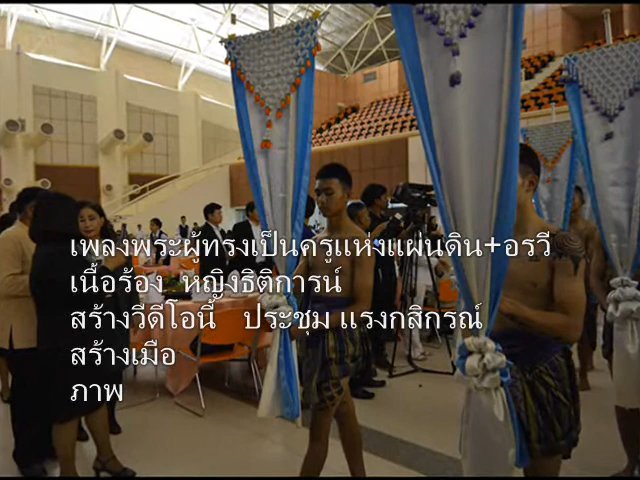 เพลงพระผู้ทรงเป็นครูแห่งแผ่นดิน+อรวี
เนื้อร้อง หญิงธิติการณ์
สร้างวีดีโอนี้ ประชุม แรงกสิกรณ์
สร้างเมือ
ภาพ